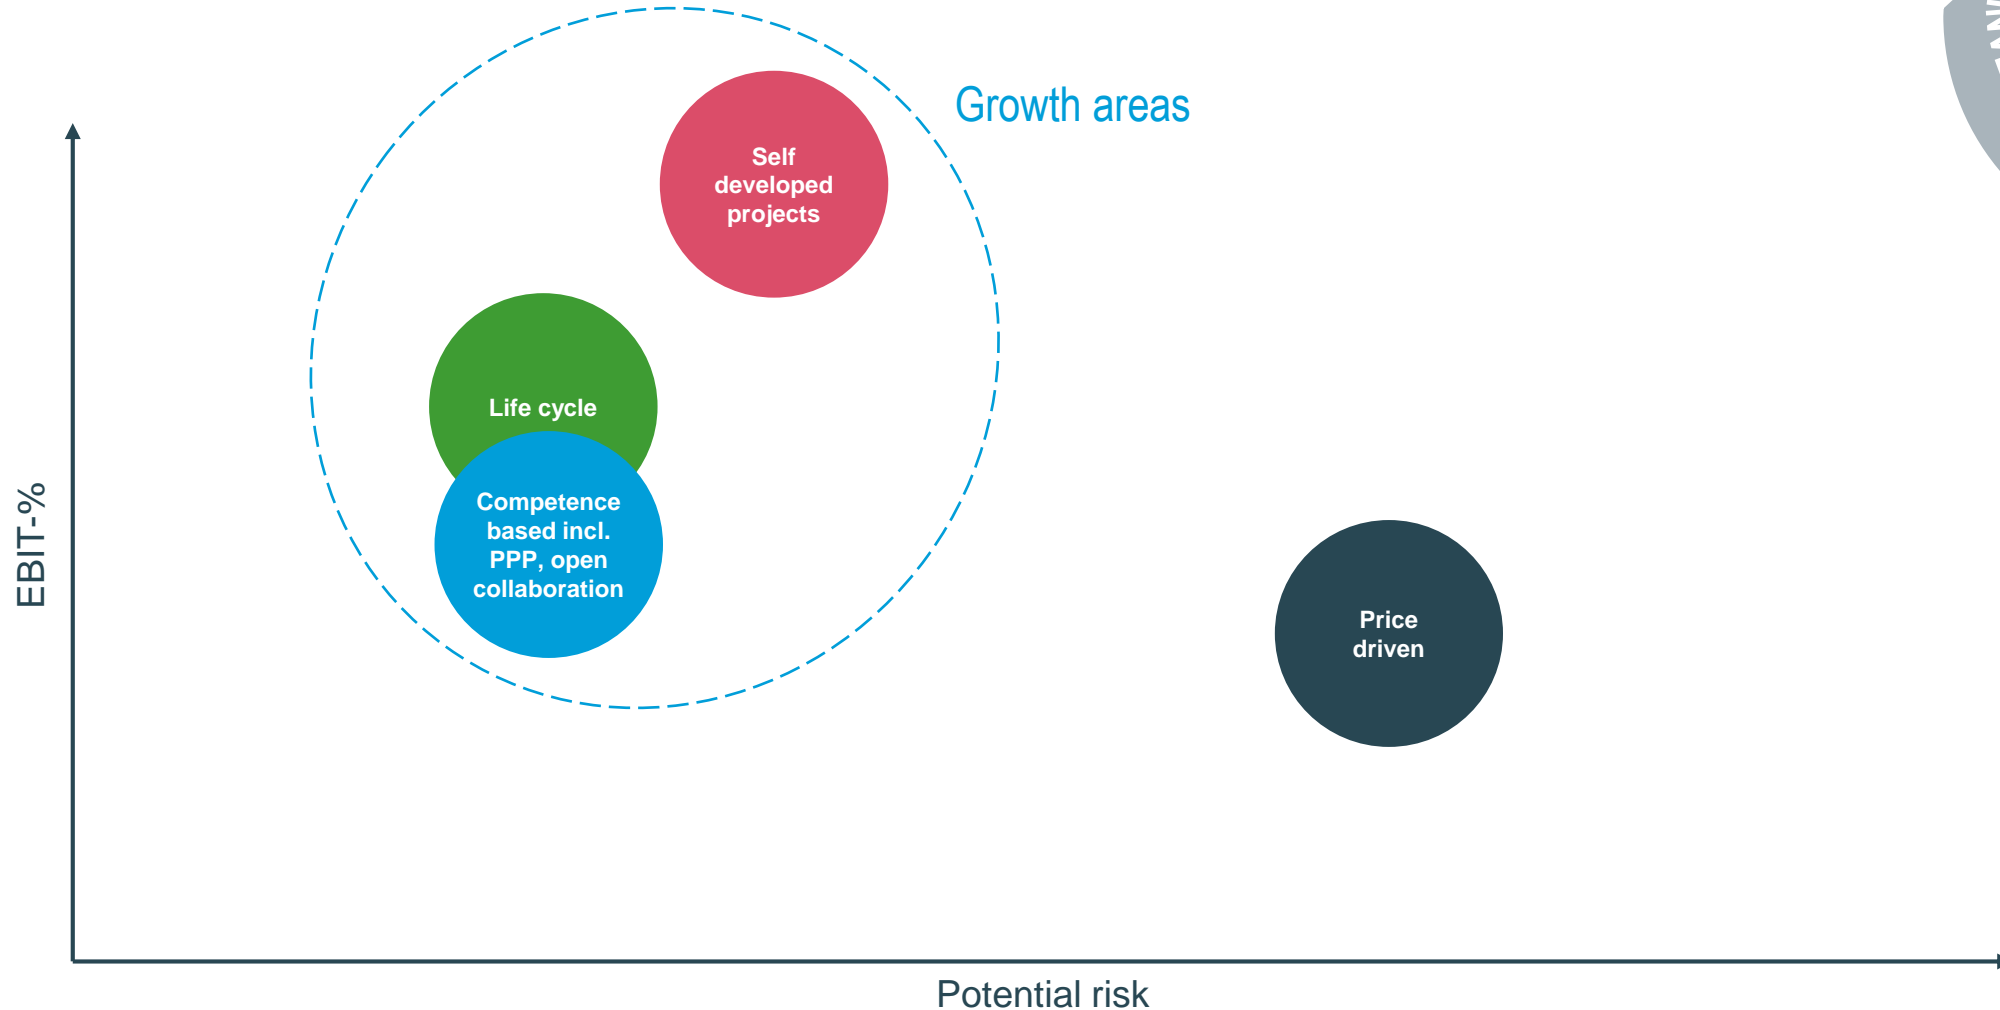 Growth areas
Self
developed
projects
Life cycle
Competence
based incl.
PPP, open
collaboration
Price
driven
EBIT-%
Potential risk